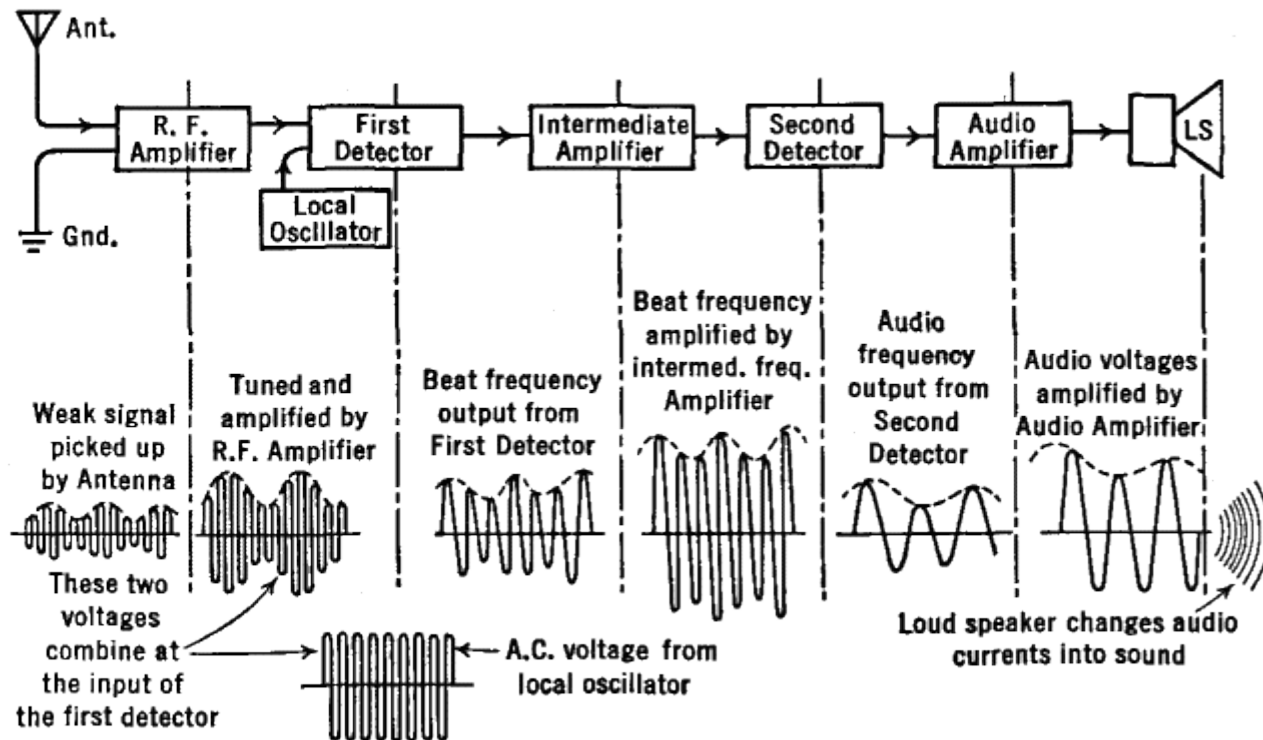 Ant.
R. F.
Amplifier
First
Detector
Intermediate
Amplifier
Second
Detector
Audio
Amplifier
LS
Local
Oscillator
Gnd.
Weak signal
picked up
by Antenna
Tuned and
amplified by
R.F. Amplifier
Beat frequency
output from
First Detector
Beat frequency
amplified by
intermed. freq.
Amplifier
Audio
frequency
output from
Second
Detector
Audio voltages
amplified by
Audio Amplifier
These two
voltages
combine at
the input of
the first detector
A.C. voltage from
local oscillator
Loud speaker changes audio
currents into sound